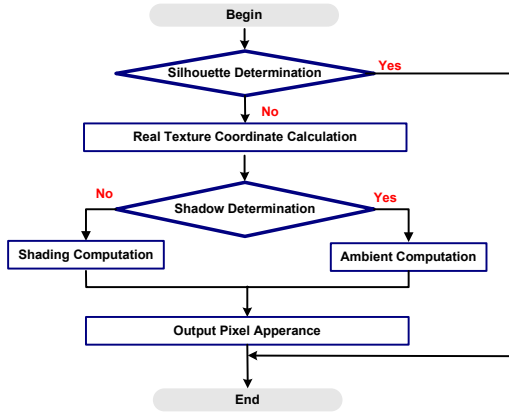 Begin
Silhouette Determination
Yes
No
Real Texture Coordinate Calculation
No
Yes
Shadow Determination
Shading Computation
Ambient Computation
Output Pixel Apperance
End